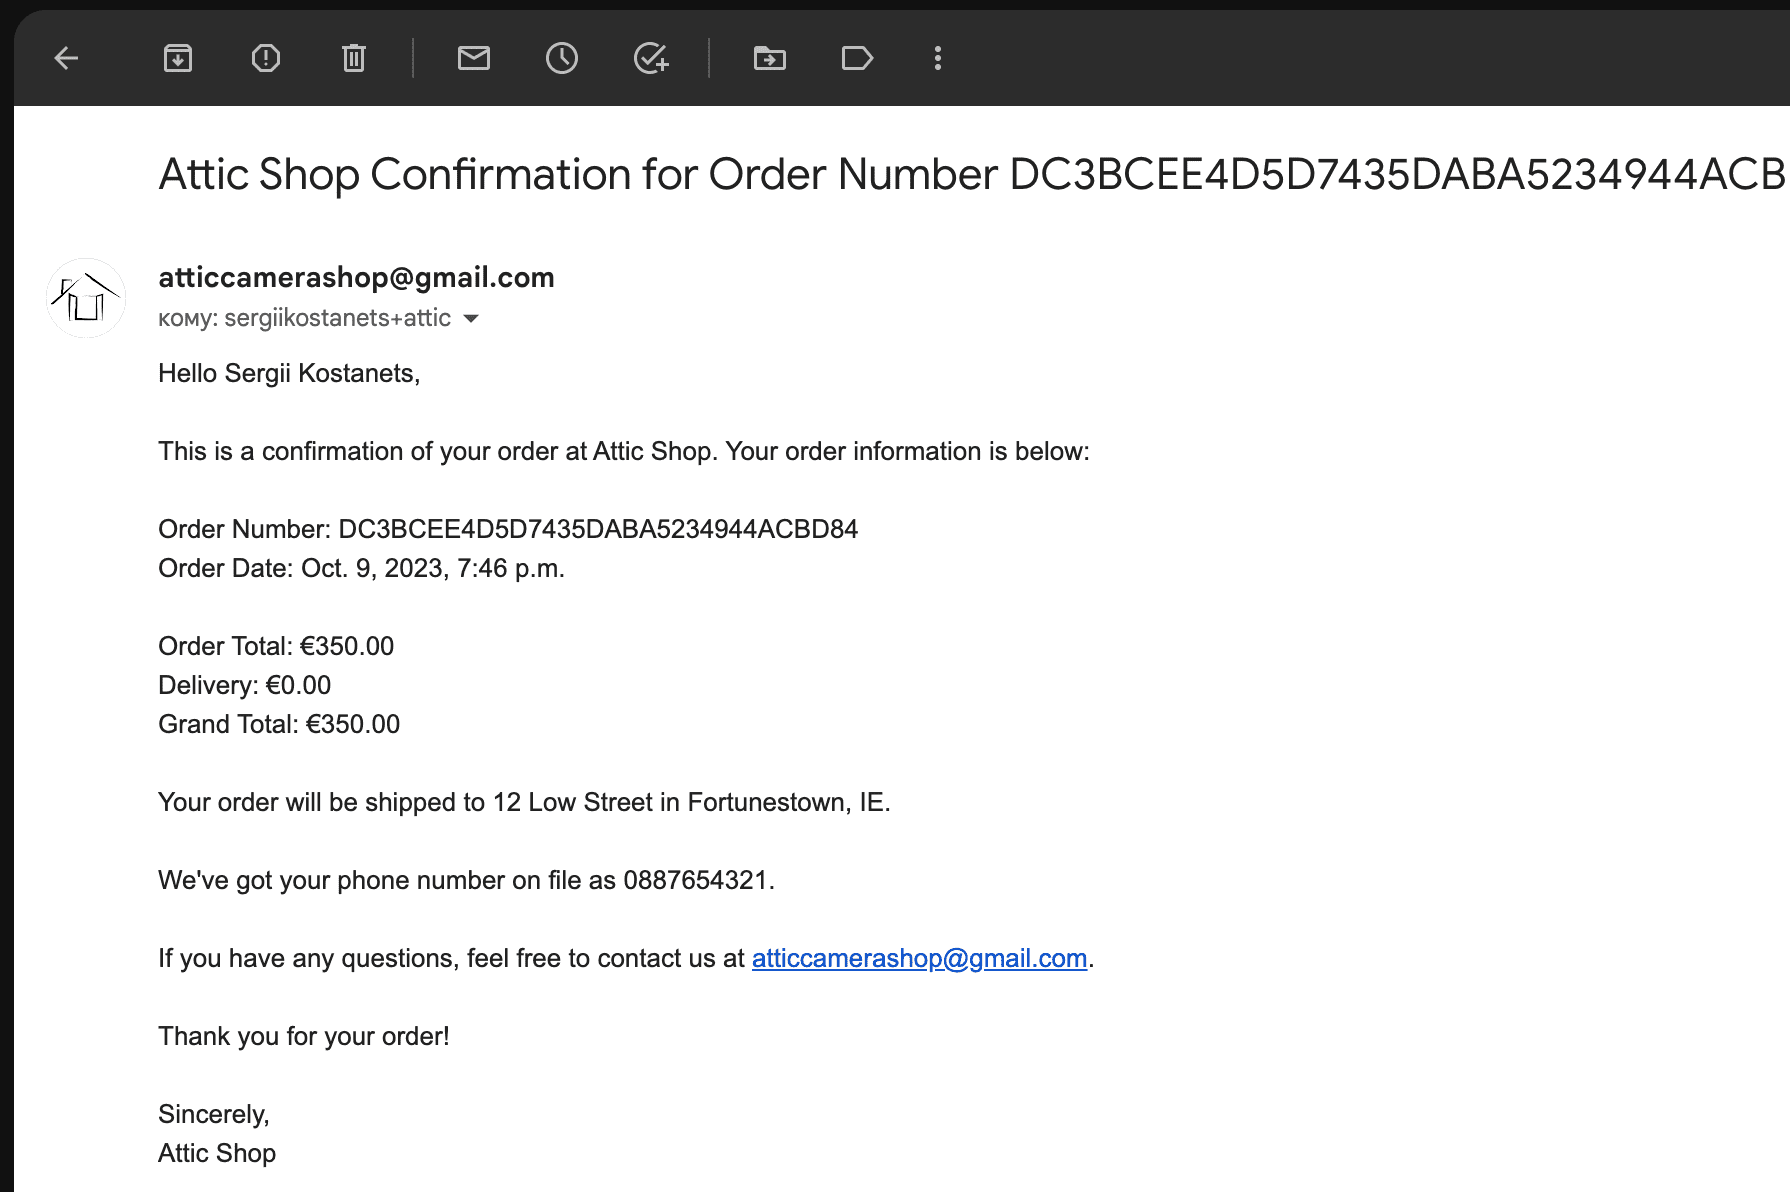 Attic Shop Confirmation for Order Number DC3BCEE4D5D7435DABA5234944ACB
atticcamerashop@gmail.com
кому: sergiikostanets+attic
Hello Sergii Kostanets,
This is a confirmation of your order at Attic Shop. Your order information is below:
Order Number: DC3BCEE4D5D7435DABA5234944ACBD84
Order Date: Oct. 9, 2023, 7:46 p.m.
Order Total: €350.00
Delivery: €0.00
Grand Total: €350.00
Your order will be shipped to 12 Low Street in Fortunestown, IE.
We've got your phone number on file as 0887654321.
If you have any questions, feel free to contact us at atticcamerashop@gmail.com.
Thank you for your order!
Sincerely,
Attic Shop